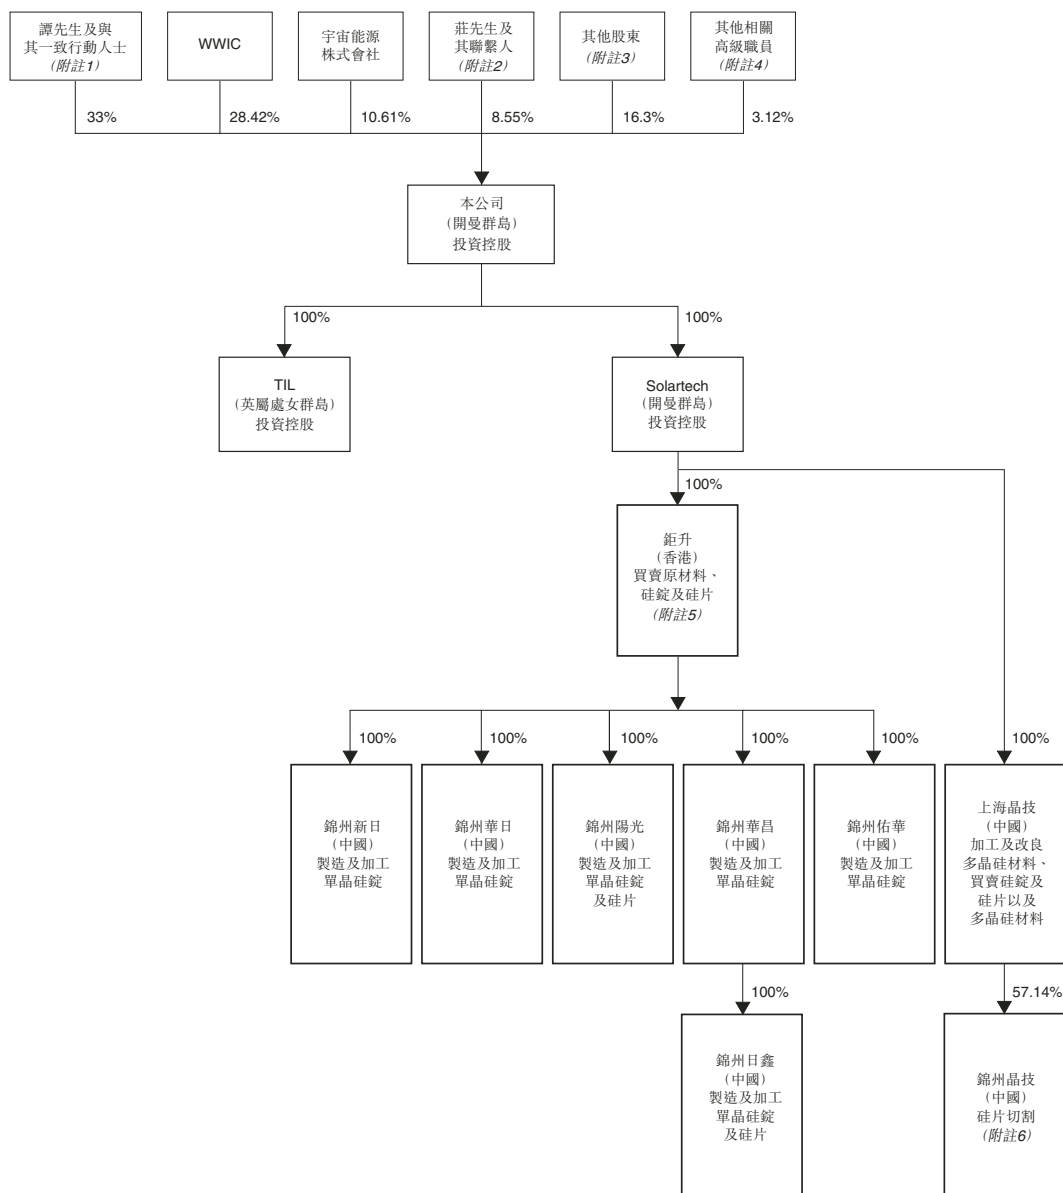 譚先生及與
其一致行動人士
(附註1)
WWIC
宇宙能源
株式會社
莊先生及
其聯繫人
(附註2)
其他股東
(附註3)
其他相關
高級職員
(附註4)
33%
28.42%
10.61%
8.55%
16.3%
3.12%
本公司
(開曼群島)
投資控股
100%
100%
TIL
(英屬處女群島)
投資控股
Solartech
(開曼群島)
投資控股
100%
鉅升
(香港)
買賣原材料、
硅錠及硅片
(附註5)
100%
100%
100%
100%
100%
100%
錦州新日
(中國)
製造及加工
單晶硅錠
錦州華日
(中國)
製造及加工
單晶硅錠
錦州陽光
(中國)
製造及加工
單晶硅錠
及硅片
錦州華昌
(中國)
製造及加工
單晶硅錠
錦州佑華
(中國)
製造及加工
單晶硅錠
上海晶技
(中國)
加工及改良
多晶硅材料、
買賣硅錠及
硅片以及
多晶硅材料
100%
57.14%
錦州日鑫
(中國)
製造及加工
單晶硅錠
及硅片
錦州晶技
(中國)
硅片切割
(附註6)